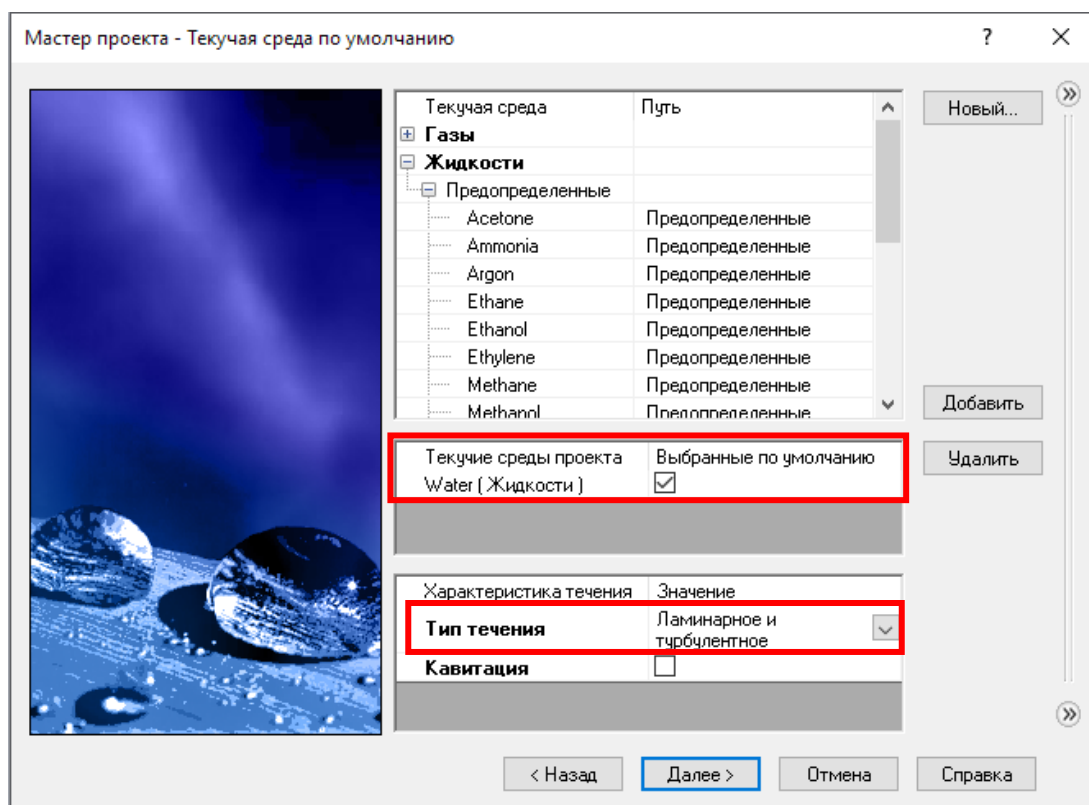 Мастер проекта - Текучая среда по умолчанию ?
Текучая среда Путь
Газы
Жидкости
Предопределенные
Acetone Предопределенные
Ammonia Предопределенные
Argon Предопределенные
Ethane Предопределенные
Ethanol Предопределенные
Ethylene Предопределенные
Methane Предопределенные
Methanol Предопределенные
Новый...
Добавить
Удалить
Текучие среды проекта Выбранные по умолчанию
Water ( Жидкости )
Характеристика течения Значение
Тип течения Ламинарное и
турбулентное
Кавитация
< Назад Далее > Отмена Справка